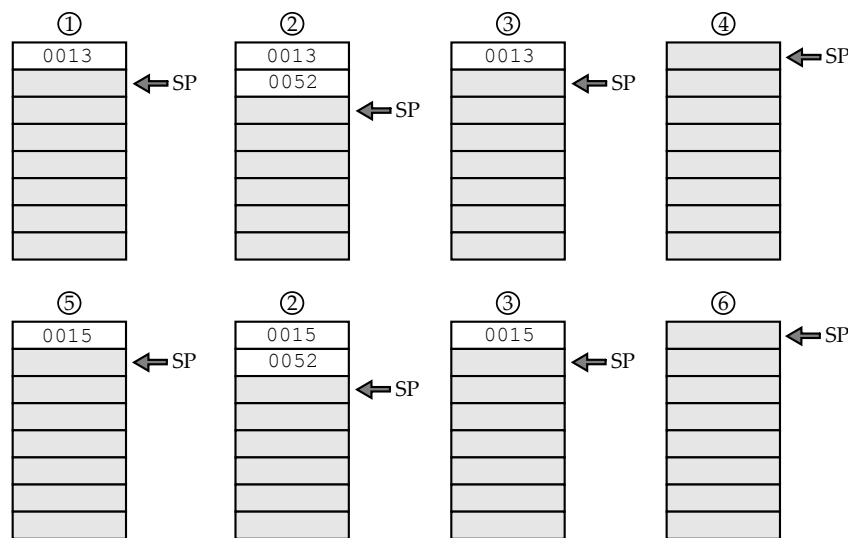 ① ② ③ ④
0013 0013 0013 SP
SP 0052 SP
SP
⑤ ② ③ ⑥
0015 0015 0015 SP
SP 0052 SP
SP